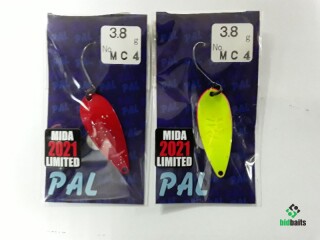 3.8 g
No. MC 4
MIDA
2021
LIMITED
PAL
3.8 g
No. MC 4
MIDA
2021
LIMITED
PAL
bidbaits